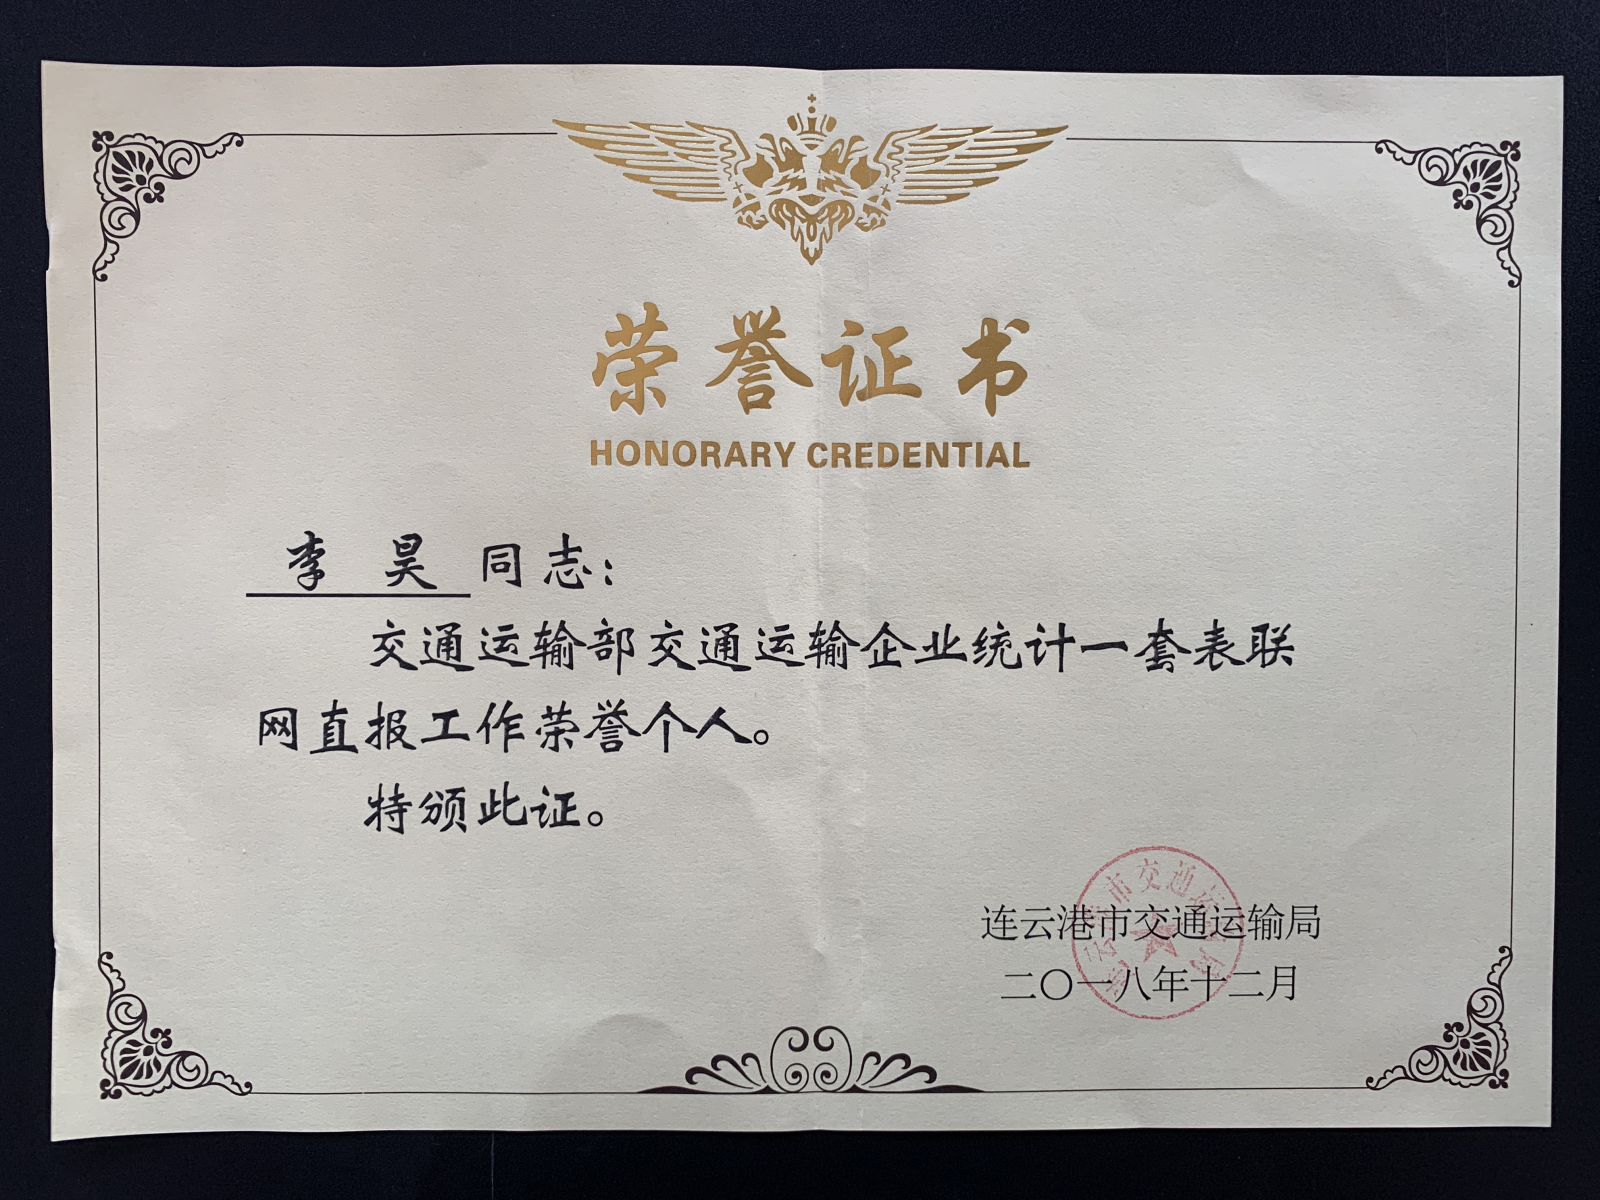 荣誉证书
HONORARY CREDENTIAL
李 昊 同志：
交通运输部交通运输企业统计一套表联
网直报工作荣誉个人。
特颁此证。
连云港市交通运输局
二〇一八年十二月